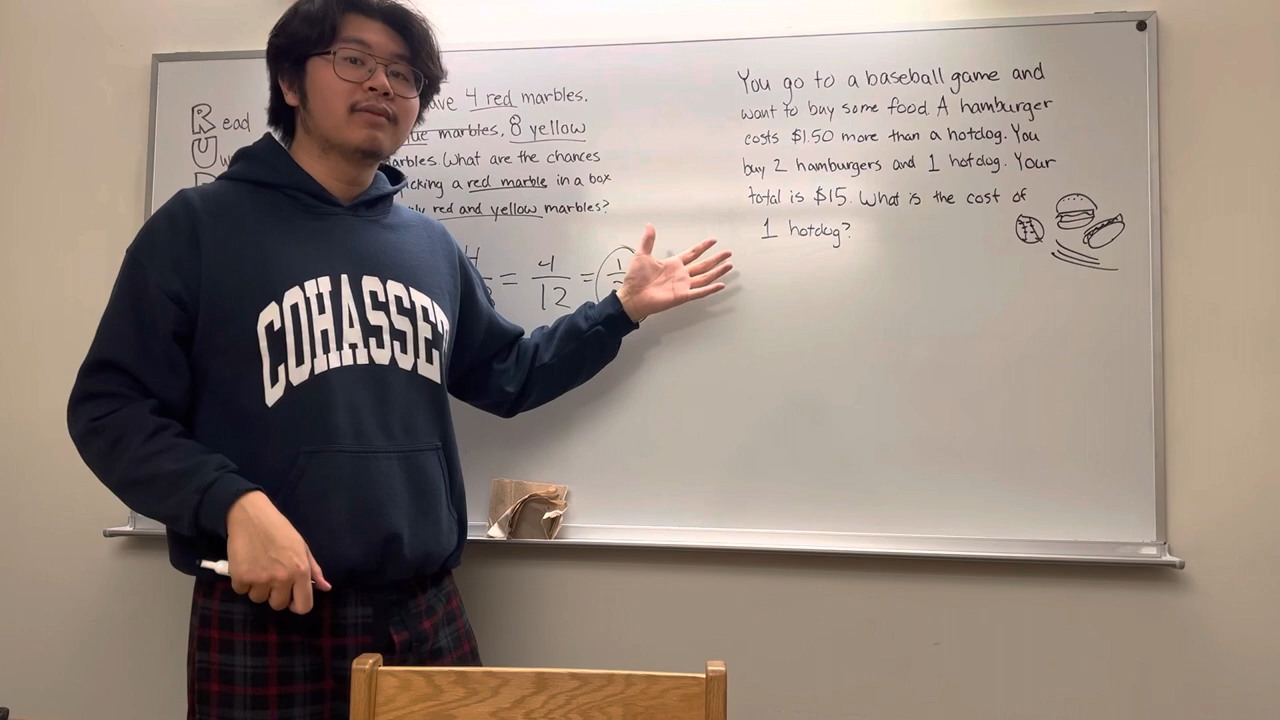 Read
U
ave 4 red marbles.
marbles, 8 yellow
arbles. What are the chances
icking a red marble in a box
red and yellow marbles?
4 = 4/12 = 1
COHASSET
You go to a baseball game and
want to buy some food. A hamburger
costs $1.50 more than a hotdog. You
buy 2 hamburgers and 1 hotdog. Your
total is $15. What is the cost of
1 hotdog?